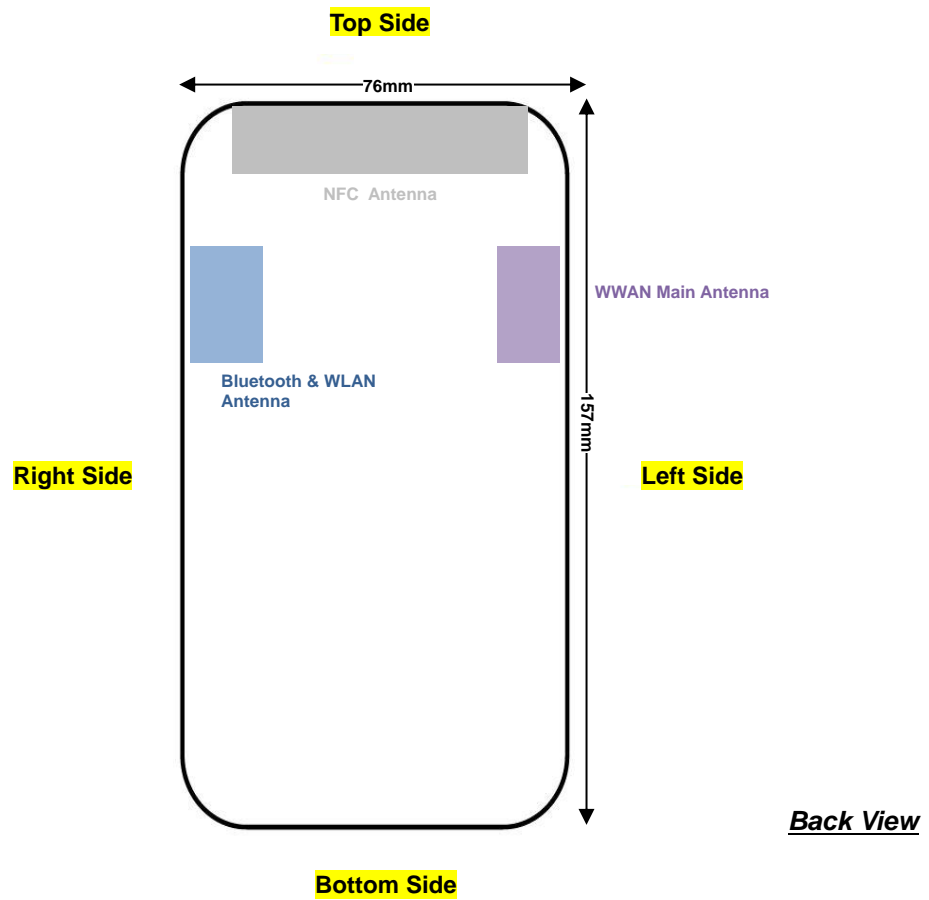 Top Side
76mm
NFC  Antenna
WWAN Main Antenna
Bluetooth & WLAN
Antenna
157mm
Right Side
Left Side
Back View
Bottom Side